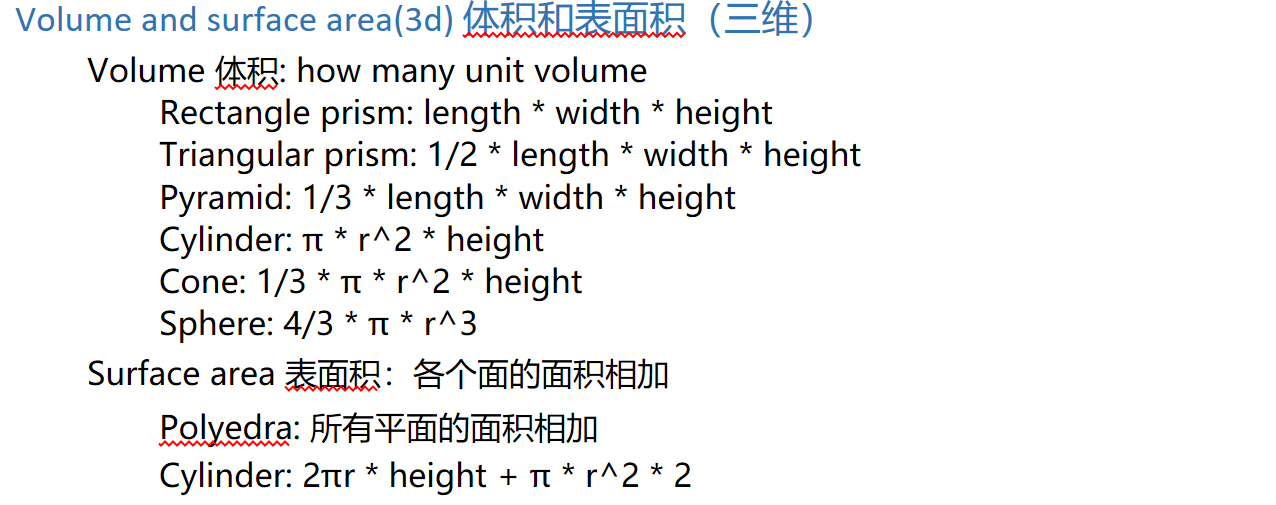 Volume and surface area(3d) 体积和表面积（三维）
Volume 体积: how many unit volume
Rectangle prism: length * width * height
Triangular prism: 1/2 * length * width * height
Pyramid: 1/3 * length * width * height
Cylinder: π * r^2 * height
Cone: 1/3 * π * r^2 * height
Sphere: 4/3 * π * r^3
Surface area 表面积：各个面的面积相加
Polyedra: 所有平面的面积相加
Cylinder: 2πr * height + π * r^2 * 2